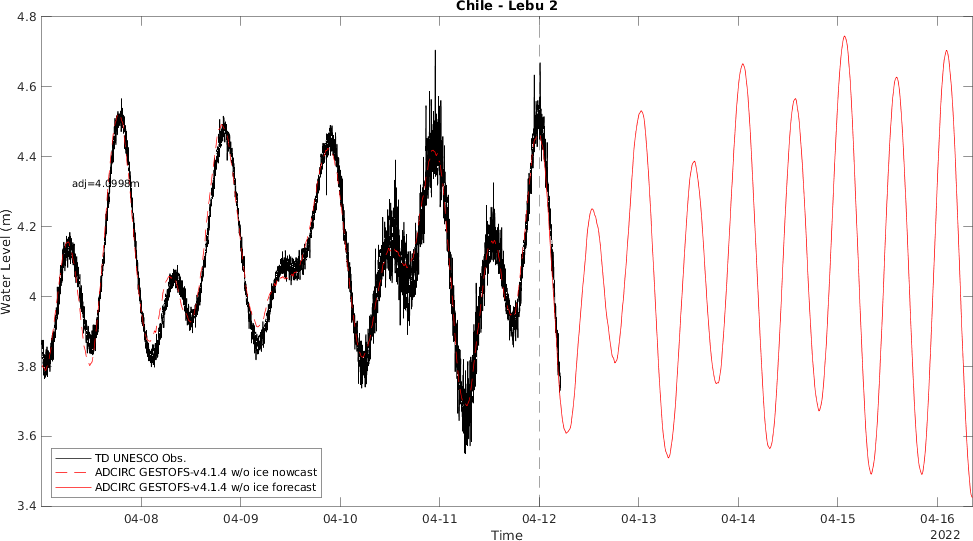 Chile - Lebu 2
4.8
4.6
4.4
4.2
4
3.8
3.6
3.4
Water Level (m)
adj=4.0998m
TD UNESCO Obs.
ADCIRC GESTOFS-v4.1.4 w/o ice nowcast
ADCIRC GESTOFS-v4.1.4 w/o ice forecast
04-08 04-09 04-10 04-11 04-12 04-13 04-14 04-15 04-16
2022
Time